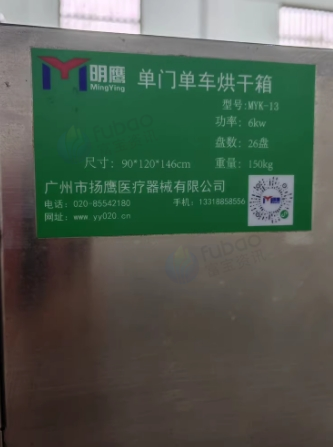 明鹰
MingYing
单门单车烘干箱
型号:MYK-13
功率: 6kw
盘数: 26盘
尺寸: 90*120*146cm
重量: 150kg
广州市扬鹰医疗器械有限公司
电话: 020-85542180
手机: 13318858556
网址: www.yy020.cn
fubao